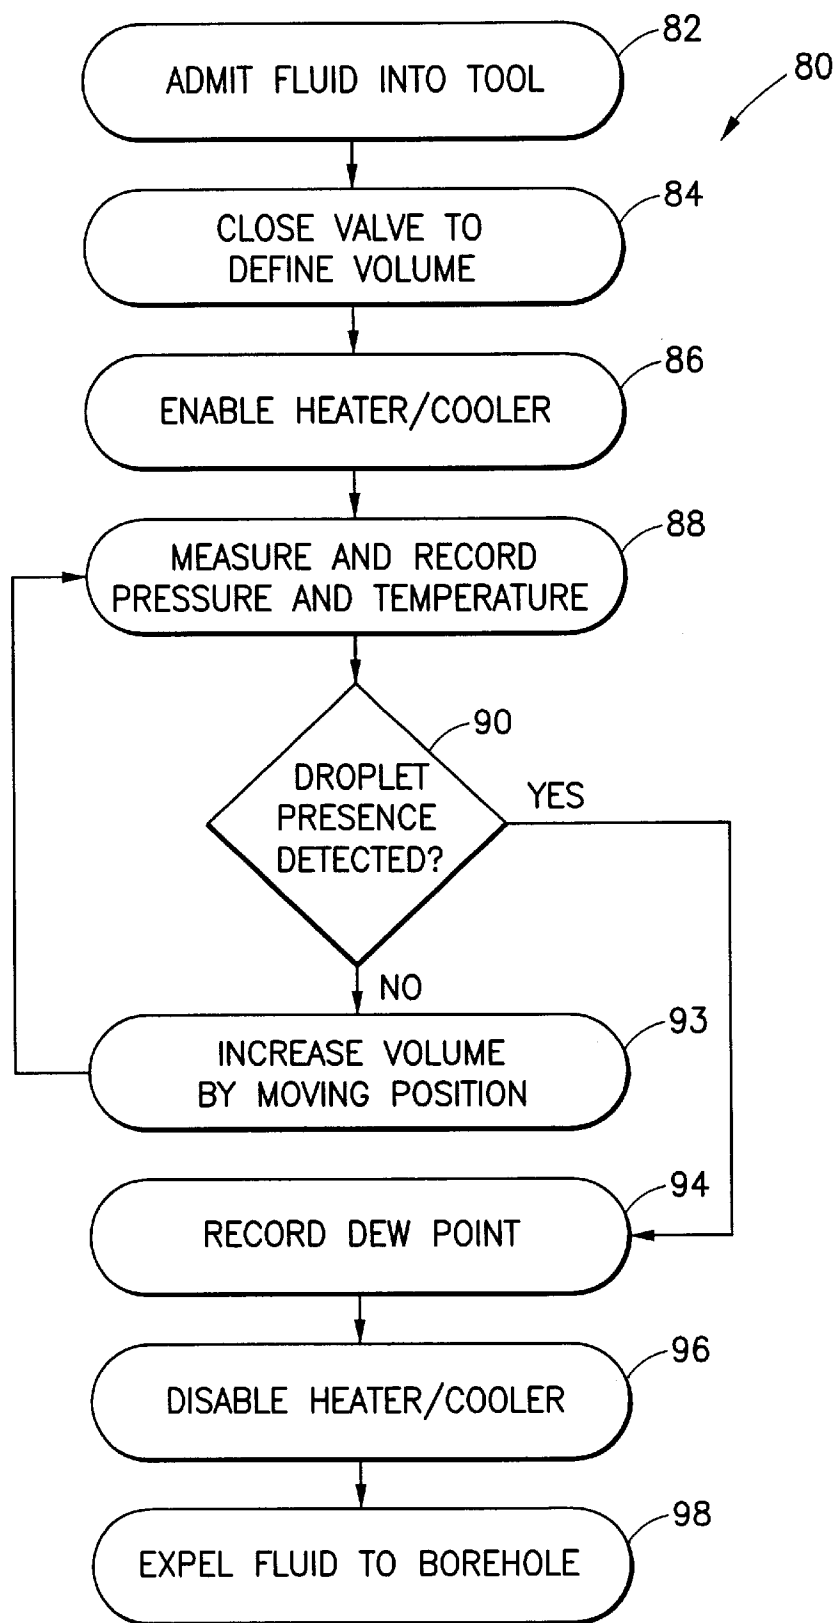 82
ADMIT FLUID INTO TOOL
80
84
CLOSE VALVE TO
DEFINE VOLUME
86
ENABLE HEATER/COOLER
88
MEASURE AND RECORD
PRESSURE AND TEMPERATURE
90
DROPLET
PRESENCE
DETECTED?
YES
NO
93
INCREASE VOLUME
BY MOVING POSITION
94
RECORD DEW POINT
96
DISABLE HEATER/COOLER
98
EXPEL FLUID TO BOREHOLE